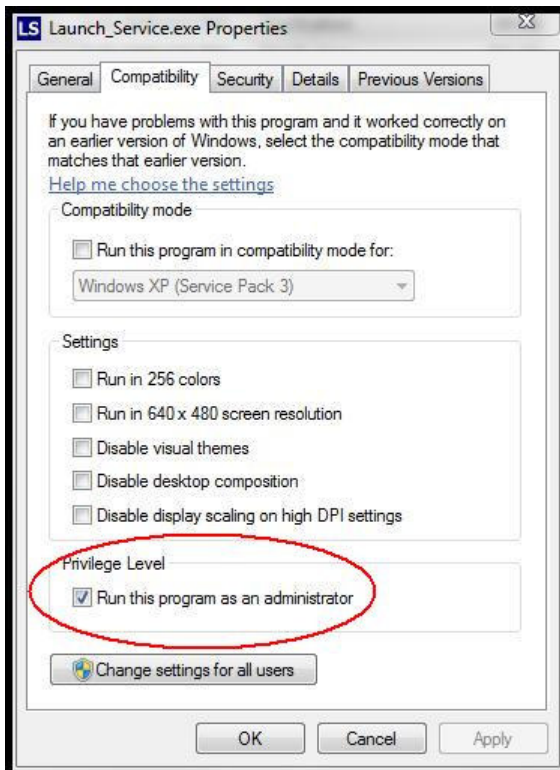 LS Launch_Service.exe Properties
General Compatibility Security Details Previous Versions
If you have problems with this program and it worked correctly on
an earlier version of Windows, select the compatibility mode that
matches that earlier version.
Help me choose the settings
Compatibility mode
Run this program in compatibility mode for:
Windows XP (Service Pack 3)
Settings
Run in 256 colors
Run in 640 x 480 screen resolution
Disable visual themes
Disable desktop composition
Disable display scaling on high DPI settings
Privilege Level
Run this program as an administrator
Change settings for all users
OK Cancel Apply